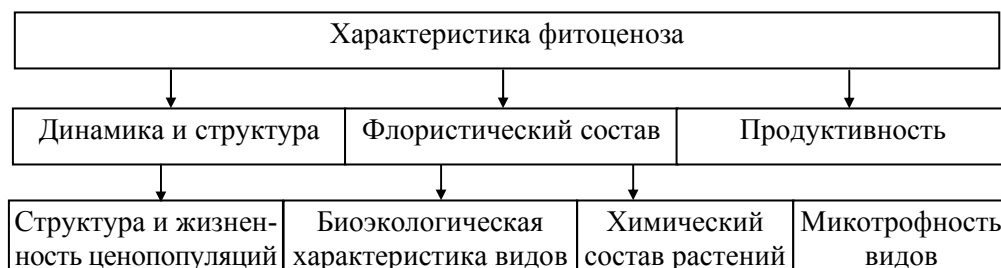 Характеристика фитоценоза
Динамика и структура
Флористический состав
Продуктивность
Структура и жизнен-
ность ценопопуляций
Биоэкологическая
характеристика видов
Химический
состав растений
Микотрофность
видов